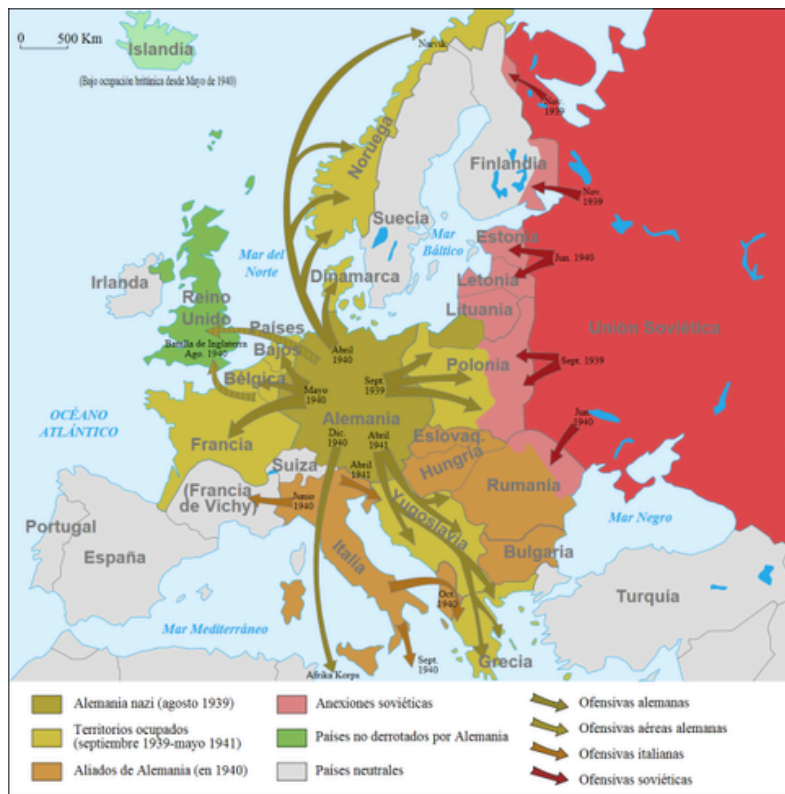 0 500 Km
Islandia
(Bajo ocupación británica desde Mayo de 1940)
Narvik
Nov.
1939
Noruega
Finlandia
Nov.
1939
Suecia
Mar
Báltico
Estonia
Jun. 1940
Letonia
Lituania
Mar del
Norte
Dinamarca
Irlanda
Reino
Unido
Batalla de Inglaterra
Ago. 1940
Países
Bajos
Bélgica
Abril
1940
Unión Soviética
Sept. 1939
Polonia
Sept.
1939
Mayo
1940
Alemania
OCÉANO
ATLÁNTICO
Francia
Dic.
1940
Abril
1941
Jun.
1940
Eslovaq.
Hungría
Suiza
Abril
1941
(Francia
de Vichy)
Junio
1940
Rumania
Yugoslavia
Mar Negro
Portugal
España
Italia
Bulgaria
Oct.
1940
Turquía
Mar Mediterráneo
Sept.
1940
Grecia
Afrika Korps
Alemania nazi (agosto 1939)
Territorios ocupados
(septiembre 1939-mayo 1941)
Aliados de Alemania (en 1940)
Anexiones soviéticas
Países no derrotados por Alemania
Países neutrales
Ofensivas alemanas
Ofensivas aéreas alemanas
Ofensivas italianas
Ofensivas soviéticas